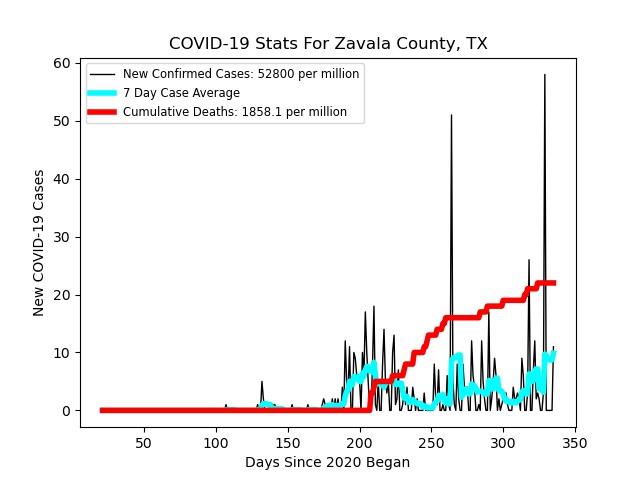 COVID-19 Stats For Zavala County, TX
New Confirmed Cases: 52800 per million
7 Day Case Average
Cumulative Deaths: 1858.1 per million
New COVID-19 Cases
60
50
40
30
20
10
0
50 100 150 200 250 300 350
Days Since 2020 Began